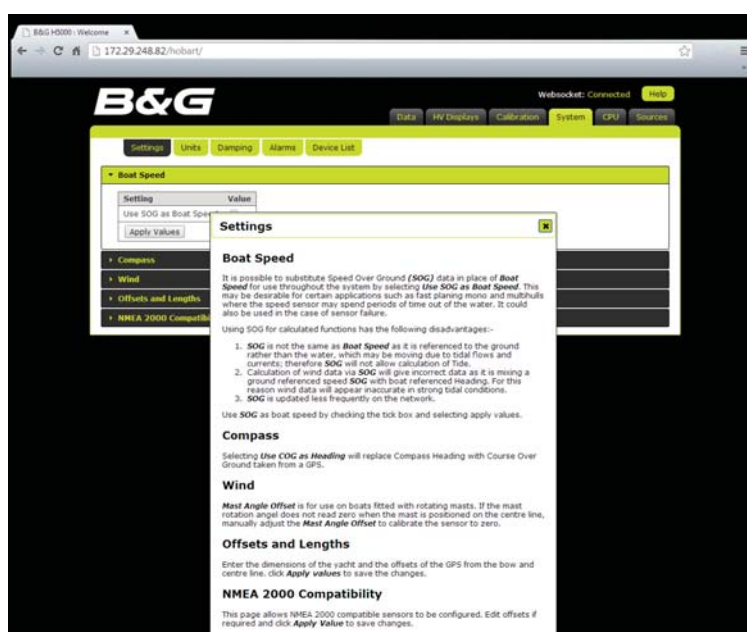 B&G H5000 : Welcome
172.29.248.82/hobart/
B&G
Websocket: Connected Help
Data HV Displays Calibration System CPU Sources
Settings Units Damping Alarms Device List
Boat Speed
Setting Value
Use SOG as Boat Spee
Apply Values
Compass
Wind
Offsets and Lengths
NMEA 2000 Compatibi
Settings
Boat Speed
It is possible to substitute Speed Over Ground (SOG) data in place of Boat
Speed for use throughout the system by selecting Use SOG as Boat Speed. This
may be desirable for certain applications such as fast planing mono and multihulls
where the speed sensor may spend periods of time out of the water. It could
also be used in the case of sensor failure.
Using SOG for calculated functions has the following disadvantages:-
1. SOG is not the same as Boat Speed as it is referenced to the ground
rather than the water, which may be moving due to tidal flows and
currents; therefore SOG will not allow calculation of Tide.
2. Calculation of wind data via SOG will give incorrect data as it is mixing a
ground referenced speed SOG with boat referenced Heading. For this
reason wind data will appear inaccurate in strong tidal conditions.
3. SOG is updated less frequently on the network.
Use SOG as boat speed by checking the tick box and selecting apply values.
Compass
Selecting Use COG as Heading will replace Compass Heading with Course Over
Ground taken from a GPS.
Wind
Mast Angle Offset is for use on boats fitted with rotating masts. If the mast
rotation angel does not read zero when the mast is positioned on the centre line,
manually adjust the Mast Angle Offset to calibrate the sensor to zero.
Offsets and Lengths
Enter the dimensions of the yacht and the offsets of the GPS from the bow and
centre line. click Apply values to save the changes.
NMEA 2000 Compatibility
This page allows NMEA 2000 compatible sensors to be configured. Edit offsets if
required and click Apply Value to save changes.